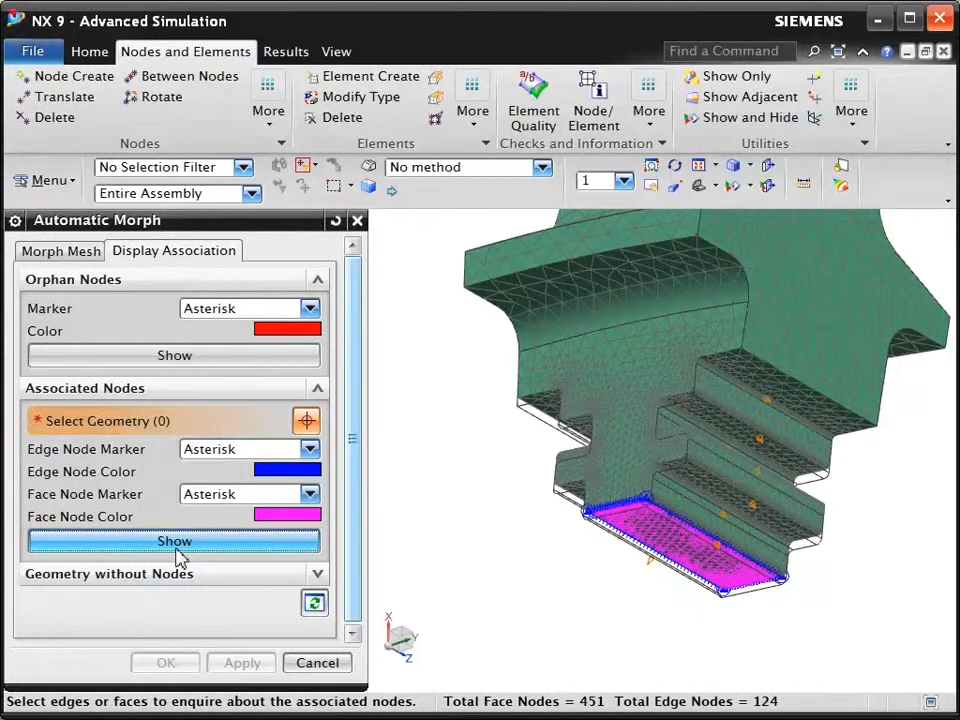 NX 9 - Advanced Simulation
SIEMENS
File
Home
Nodes and Elements
Results
View
Find a Command
Node Create
Between Nodes
Translate
Rotate
Delete
More
Nodes
Element Create
Modify Type
Delete
More
Elements
Element Quality
Node/ Element
More
Checks and Information
Show Only
Show Adjacent
Show and Hide
More
Utilities
Menu
No Selection Filter
Entire Assembly
No method
1
Automatic Morph
Morph Mesh
Display Association
Orphan Nodes
Marker
Asterisk
Color
Show
Associated Nodes
* Select Geometry (0)
Edge Node Marker
Asterisk
Edge Node Color
Face Node Marker
Asterisk
Face Node Color
Show
Geometry without Nodes
OK
Apply
Cancel
X
Y
Z
Select edges or faces to enquire about the associated nodes.
Total Face Nodes = 451 Total Edge Nodes = 124